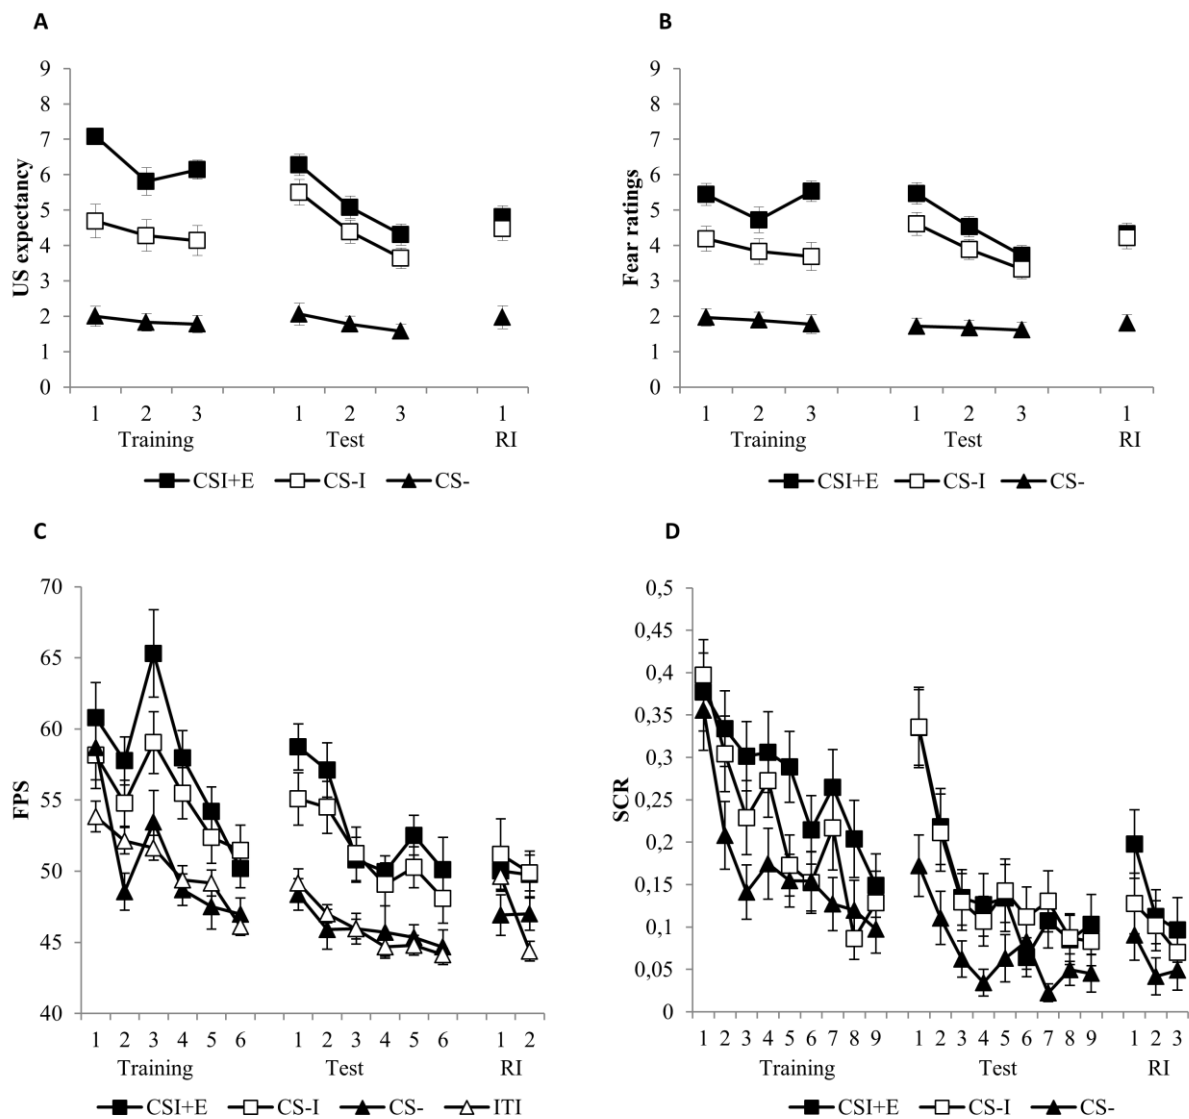 A
US expectancy
9
8
7
6
5
4
3
2
1
0
1 2 3 1 2 3 1
Training Test RI
CSI+E CS-I CS-
B
Fear ratings
9
8
7
6
5
4
3
2
1
0
1 2 3 1 2 3 1
Training Test RI
CSI+E CS-I CS-
C
FPS
70
65
60
55
50
45
40
1 2 3 4 5 6 1 2 3 4 5 6 1 2
Training Test RI
CSI+E CS-I CS- ITI
D
SCR
0,5
0,45
0,4
0,35
0,3
0,25
0,2
0,15
0,1
0,05
0
1 2 3 4 5 6 7 8 9 1 2 3 4 5 6 7 8 9 1 2 3
Training Test RI
CSI+E CS-I CS-